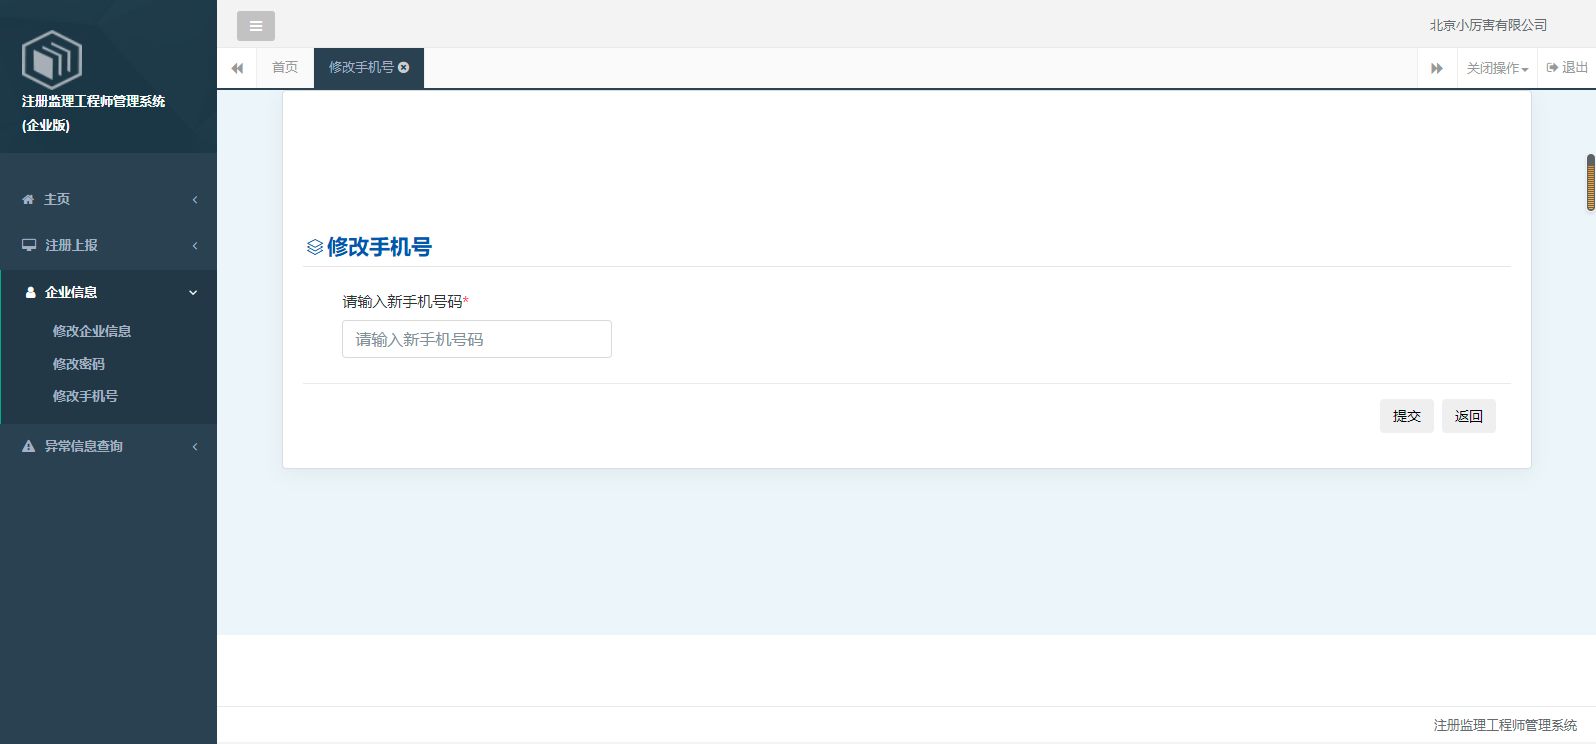 北京小厉害有限公司
首页
修改手机号
关闭操作
退出
注册监理工程师管理系统
(企业版)
主页
注册上报
企业信息
修改企业信息
修改密码
修改手机号
异常信息查询
修改手机号
请输入新手机号码*
请输入新手机号码
提交
返回
注册监理工程师管理系统